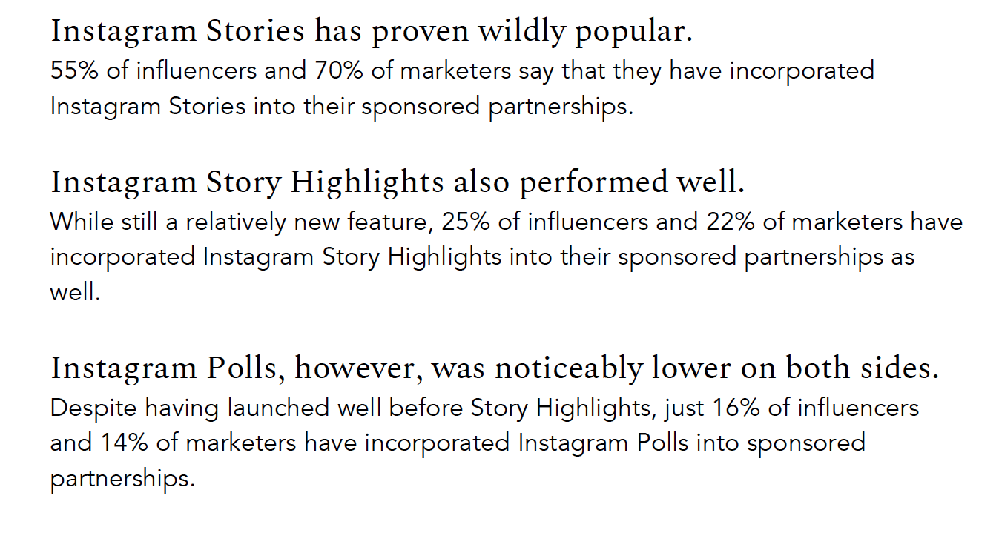 Instagram Stories has proven wildly popular.
55% of influencers and 70% of marketers say that they have incorporated
Instagram Stories into their sponsored partnerships.
Instagram Story Highlights also performed well.
While still a relatively new feature, 25% of influencers and 22% of marketers have
incorporated Instagram Story Highlights into their sponsored partnerships as
well.
Instagram Polls, however, was noticeably lower on both sides.
Despite having launched well before Story Highlights, just 16% of influencers
and 14% of marketers have incorporated Instagram Polls into sponsored
partnerships.